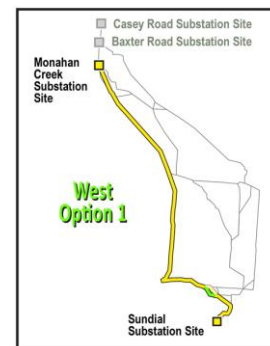 Casey Road Substation Site
Baxter Road Substation Site
Monahan
Creek
Substation
Site
West
Option 1
Sundial
Substation Site